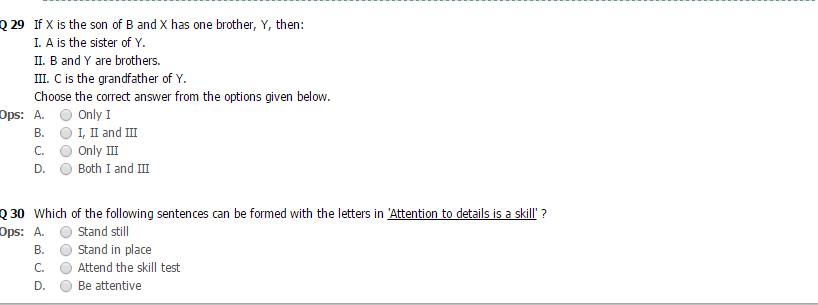 Q 29 If X is the son of B and X has one brother, Y, then:
I. A is the sister of Y.
II. B and Y are brothers.
III. C is the grandfather of Y.
Choose the correct answer from the options given below.
Ops: A. Only I
B. I, II and III
C. Only III
D. Both I and III
Q 30 Which of the following sentences can be formed with the letters in 'Attention to details is a skill' ?
Ops: A. Stand still
B. Stand in place
C. Attend the skill test
D. Be attentive